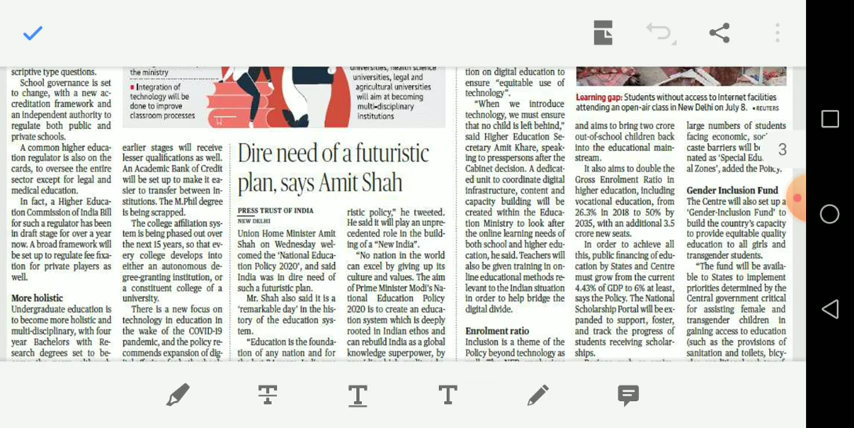 scriptive type questions.
School governance is set
to change, with a new ac-
creditation framework and
an independent authority to
regulate both public and
private schools.
A common higher educa-
tion regulator is also on the
cards, to oversee the entire
sector except for legal and
medical education.
In fact, a Higher Educa-
tion Commission of India Bill
for such a regulator has been
in draft stage for over a year
now. A broad framework will
be set up to regulate fee fixa-
tion for private players as
well.
More holistic
Undergraduate education is
to become more holistic and
multi-disciplinary, with four
year Bachelors with Re-
search degrees set to be-
the ministry
Integration of
technology will be
done to improve
classroom processes
universities, health science
universities, legal and
agricultural universities
will aim at becoming
multi-disciplinary
institutions
earlier stages will receive
lesser qualifications as well.
An Academic Bank of Credit
will be set up to make it ea-
sier to transfer between in-
stitutions. The M.Phil degree
is being scrapped.
The college affiliation sys-
tem is being phased out over
the next 15 years, so that ev-
ery college develops into
either an autonomous de-
gree-granting institution, or
a constituent college of a
university.
There is a new focus on
technology in education in
the wake of the COVID-19
pandemic, and the policy re-
commends expansion of dig-
Dire need of a futuristic
plan, says Amit Shah
PRESS TRUST OF INDIA
NEW DELHI
Union Home Minister Amit
Shah on Wednesday wel-
comed the 'National Educa-
tion Policy 2020', and said
India was in dire need of
such a futuristic plan.
Mr. Shah also said it is a
'remarkable day' in the his-
tory of the education sys-
tem.
"Education is the founda-
tion of any nation and for
ristic policy," he tweeted.
He said it will play an unpre-
cedented role in the build-
ing of a "New India".
"No nation in the world
can excel by giving up its
culture and values. The aim
of Prime Minister Modi's Na-
tional Education Policy
2020 is to create an educa-
tion system which is deeply
rooted in Indian ethos and
can rebuild India as a global
knowledge superpower, by
tion on digital education to
ensure "equitable use of
technology".
"When we introduce
technology, we must ensure
that no child is left behind,"
said Higher Education Se-
cretary Amit Khare, speak-
ing to presspersons after the
Cabinet decision. A dedicat-
ed unit to coordinate digital
infrastructure, content and
capacity building will be
created within the Educa-
tion Ministry to look after
the online learning needs of
both school and higher edu-
cation, he said. Teachers will
also be given training in on-
line educational methods re-
levant to the Indian situation
in order to help bridge the
digital divide.
Enrolment ratio
Inclusion is a theme of the
Policy beyond technology as
Learning gap: Students without access to Internet facilities
attending an open-air class in New Delhi on July 8. •REUTERS
and aims to bring two crore
out-of-school children back
into the educational main-
stream.
It also aims to double the
Gross Enrolment Ratio in
higher education, including
vocational education, from
26.3% in 2018 to 50% by
2035, with an additional 3.5
crore new seats.
In order to achieve all
this, public financing of edu-
cation by States and Centre
must grow from the current
4.43% of GDP to 6% at least,
says the Policy. The National
Scholarship Portal will be ex-
panded to support, foster,
and track the progress of
students receiving scholar-
ships.
large numbers of students
facing economic,
caste barriers will
nated as 'Special
al Zones', added the Policy.
Gender Inclusion Fund
The Centre will also set up a
'Gender-Inclusion Fund' to
build the country's capacity
to provide equitable quality
education to all girls and
transgender students.
"The fund will be availa-
ble to States to implement
priorities determined by the
Central government critical
for assisting female and
transgender children in
gaining access to education
(such as the provisions of
sanitation and toilets, bicy-
3
T
T
T